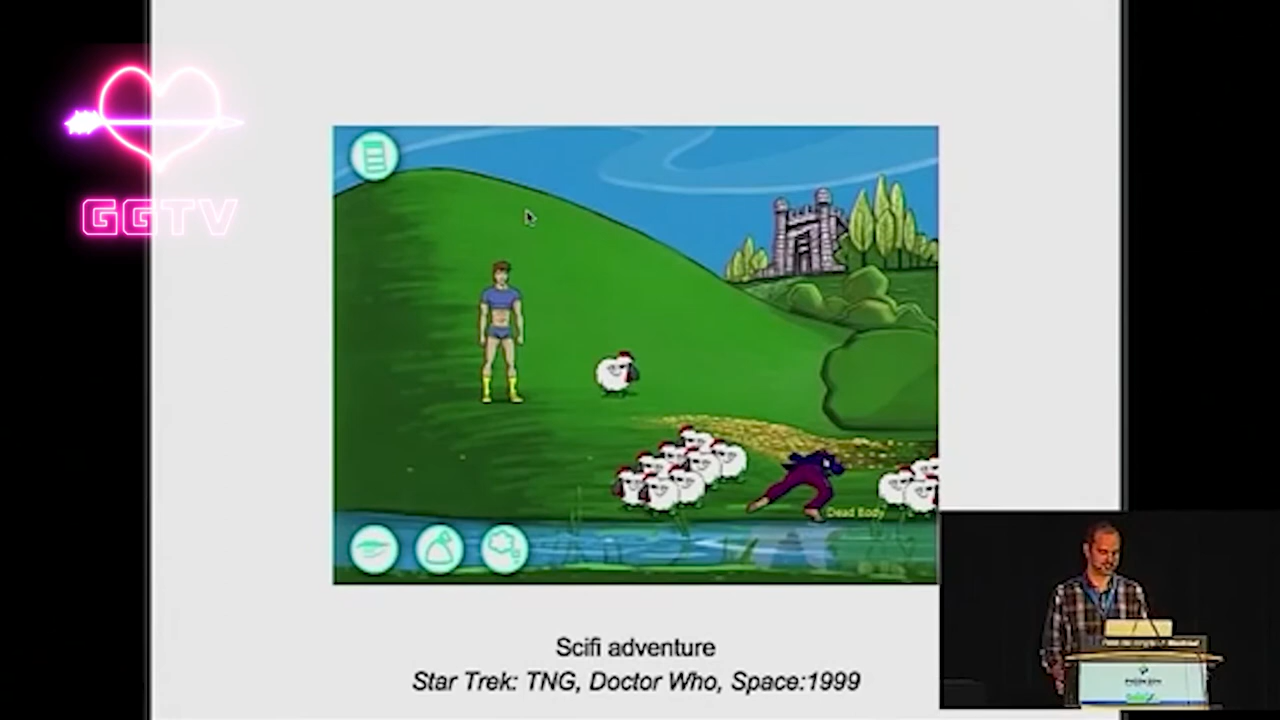 GGTV
Dead Body
Scifi adventure
Star Trek: TNG, Doctor Who, Space:1999